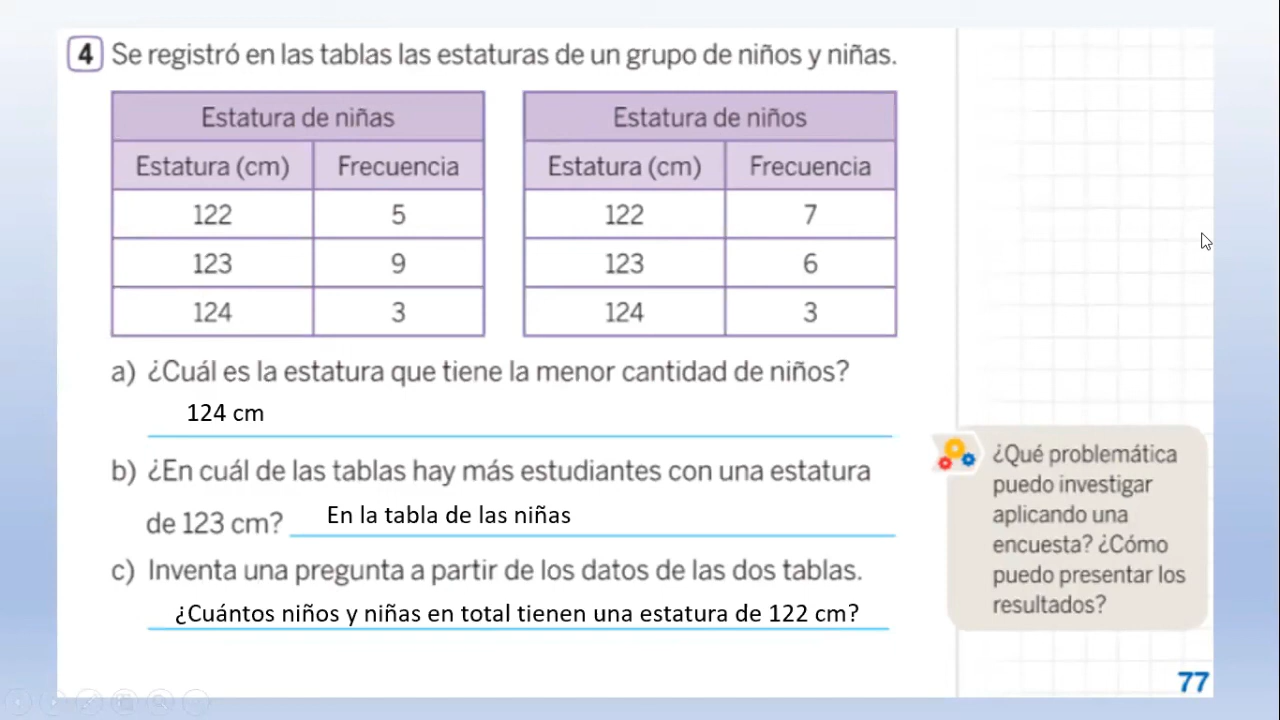 4 Se registró en las tablas las estaturas de un grupo de niños y niñas.
Estatura de niñas
Estatura (cm) Frecuencia
122 5
123 9
124 3
Estatura de niños
Estatura (cm) Frecuencia
122 7
123 6
124 3
a) ¿Cuál es la estatura que tiene la menor cantidad de niños?
124 cm
b) ¿En cuál de las tablas hay más estudiantes con una estatura
de 123 cm? En la tabla de las niñas
c) Inventa una pregunta a partir de los datos de las dos tablas.
¿Cuántos niños y niñas en total tienen una estatura de 122 cm?
¿Qué problemática
puedo investigar
aplicando una
encuesta? ¿Cómo
puedo presentar los
resultados?
77